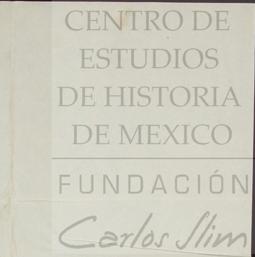 CENTRO DE
ESTUDIOS
DE HISTORIA
DE MEXICO
FUNDACIÓN
Carlos Slim